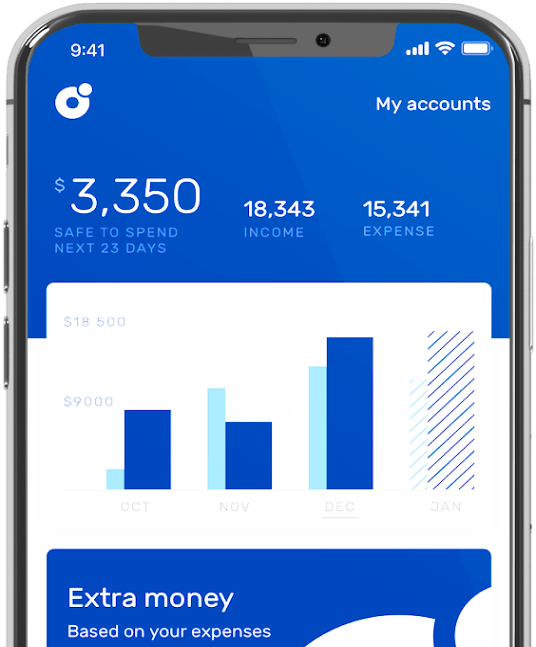 9:41
My accounts
$3,350
SAFE TO SPEND
NEXT 23 DAYS
18,343
INCOME
15,341
EXPENSE
$18 500
$9000
OCT NOV DEC JAN
Extra money
Based on your expenses